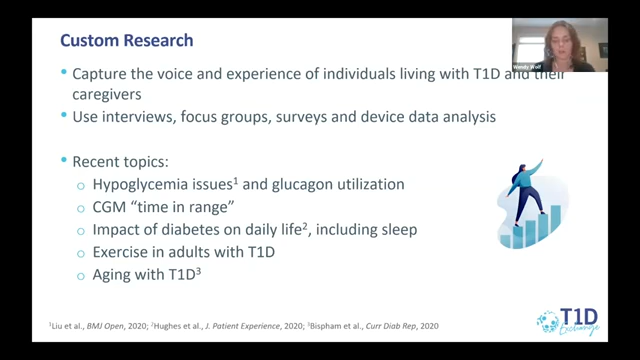 Custom Research
Wendy Wolf
• Capture the voice and experience of individuals living with T1D and their
caregivers
• Use interviews, focus groups, surveys and device data analysis
• Recent topics:
o Hypoglycemia issues¹ and glucagon utilization
o CGM “time in range”
o Impact of diabetes on daily life², including sleep
o Exercise in adults with T1D
o Aging with T1D³
¹Liu et al., BMJ Open, 2020; ²Hughes et al., J. Patient Experience, 2020; ³Bispham et al., Curr Diab Rep, 2020
T1D
Exchange